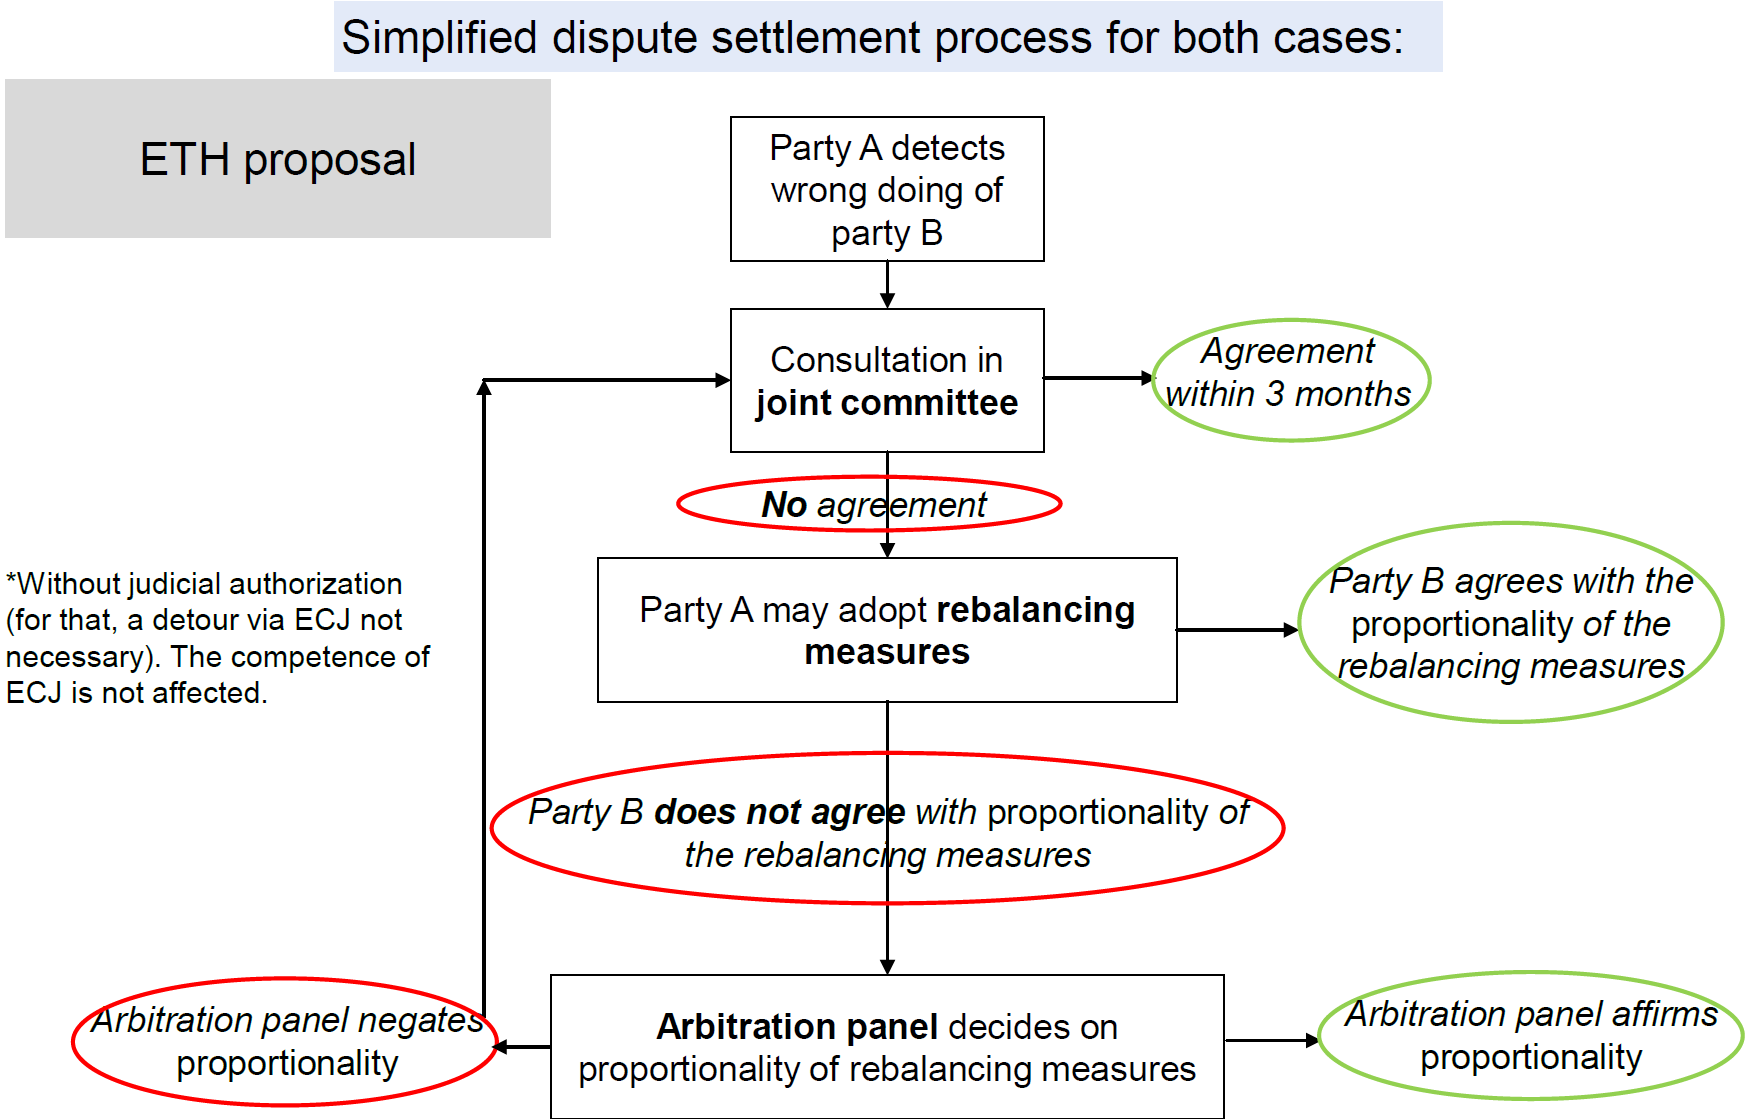 Simplified dispute settlement process for both cases:
ETH proposal
Party A detects
wrong doing of
party B
Consultation in
joint committee
Agreement
within 3 months
No agreement
*Without judicial authorization
(for that, a detour via ECJ not
necessary). The competence of
ECJ is not affected.
Party A may adopt rebalancing
measures
Party B agrees with the
proportionality of the
rebalancing measures
Party B does not agree with proportionality of
the rebalancing measures
Arbitration panel negates
proportionality
Arbitration panel decides on
proportionality of rebalancing measures
Arbitration panel affirms
proportionality